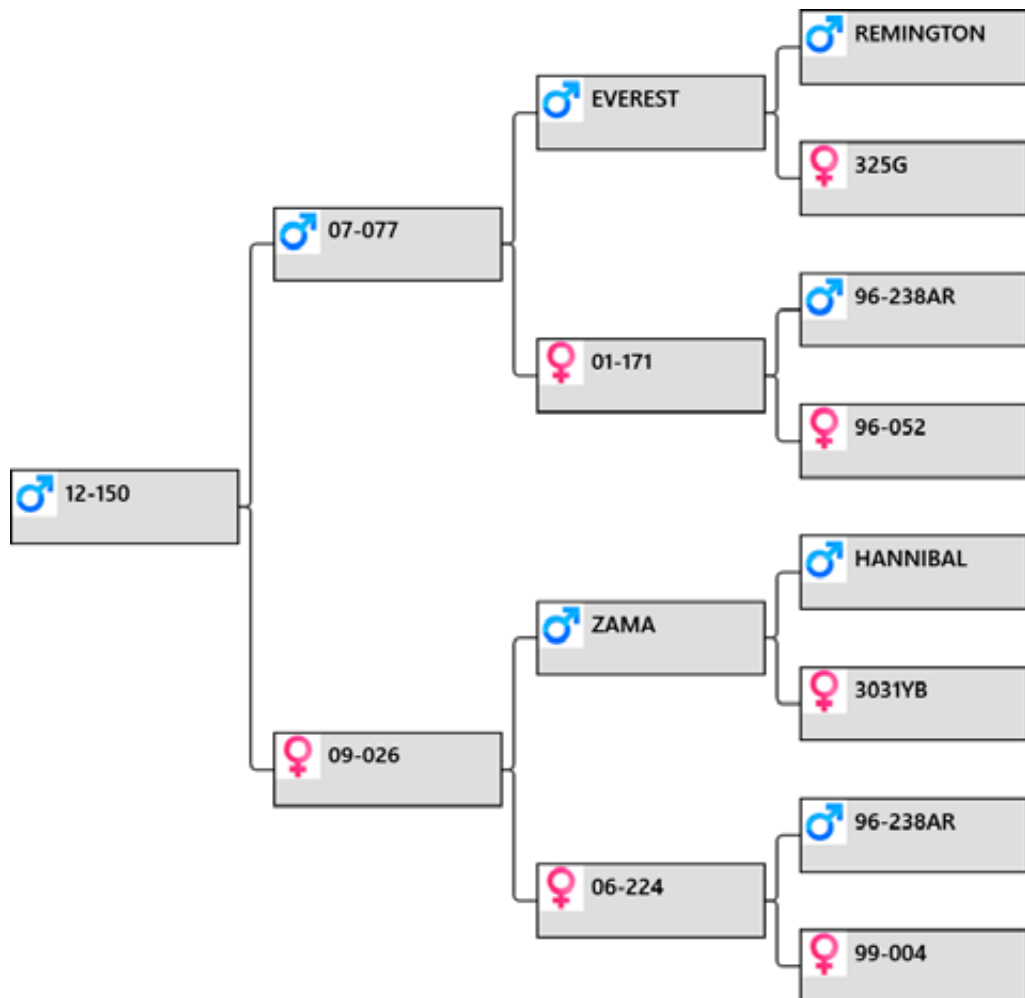 REMINGTON
EVEREST
325G
07-077
96-238AR
01-171
96-052
12-150
HANNIBAL
ZAMA
3031YB
09-026
96-238AR
06-224
99-004